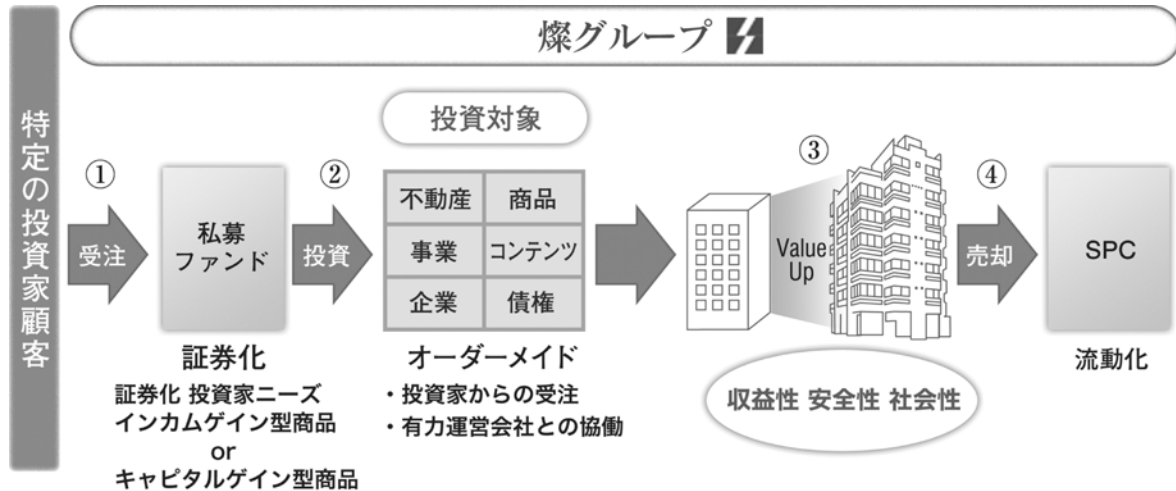 燦グループ
特定の投資家顧客
①
受注
私募
ファンド
証券化
証券化 投資家ニーズ
インカムゲイン型商品
or
キャピタルゲイン型商品
②
投資
投資対象
不動産 商品
事業 コンテンツ
企業 債権
オーダーメイド
・投資家からの受注
・有力運営会社との協働
③
Value
Up
収益性 安全性 社会性
④
売却
SPC
流動化